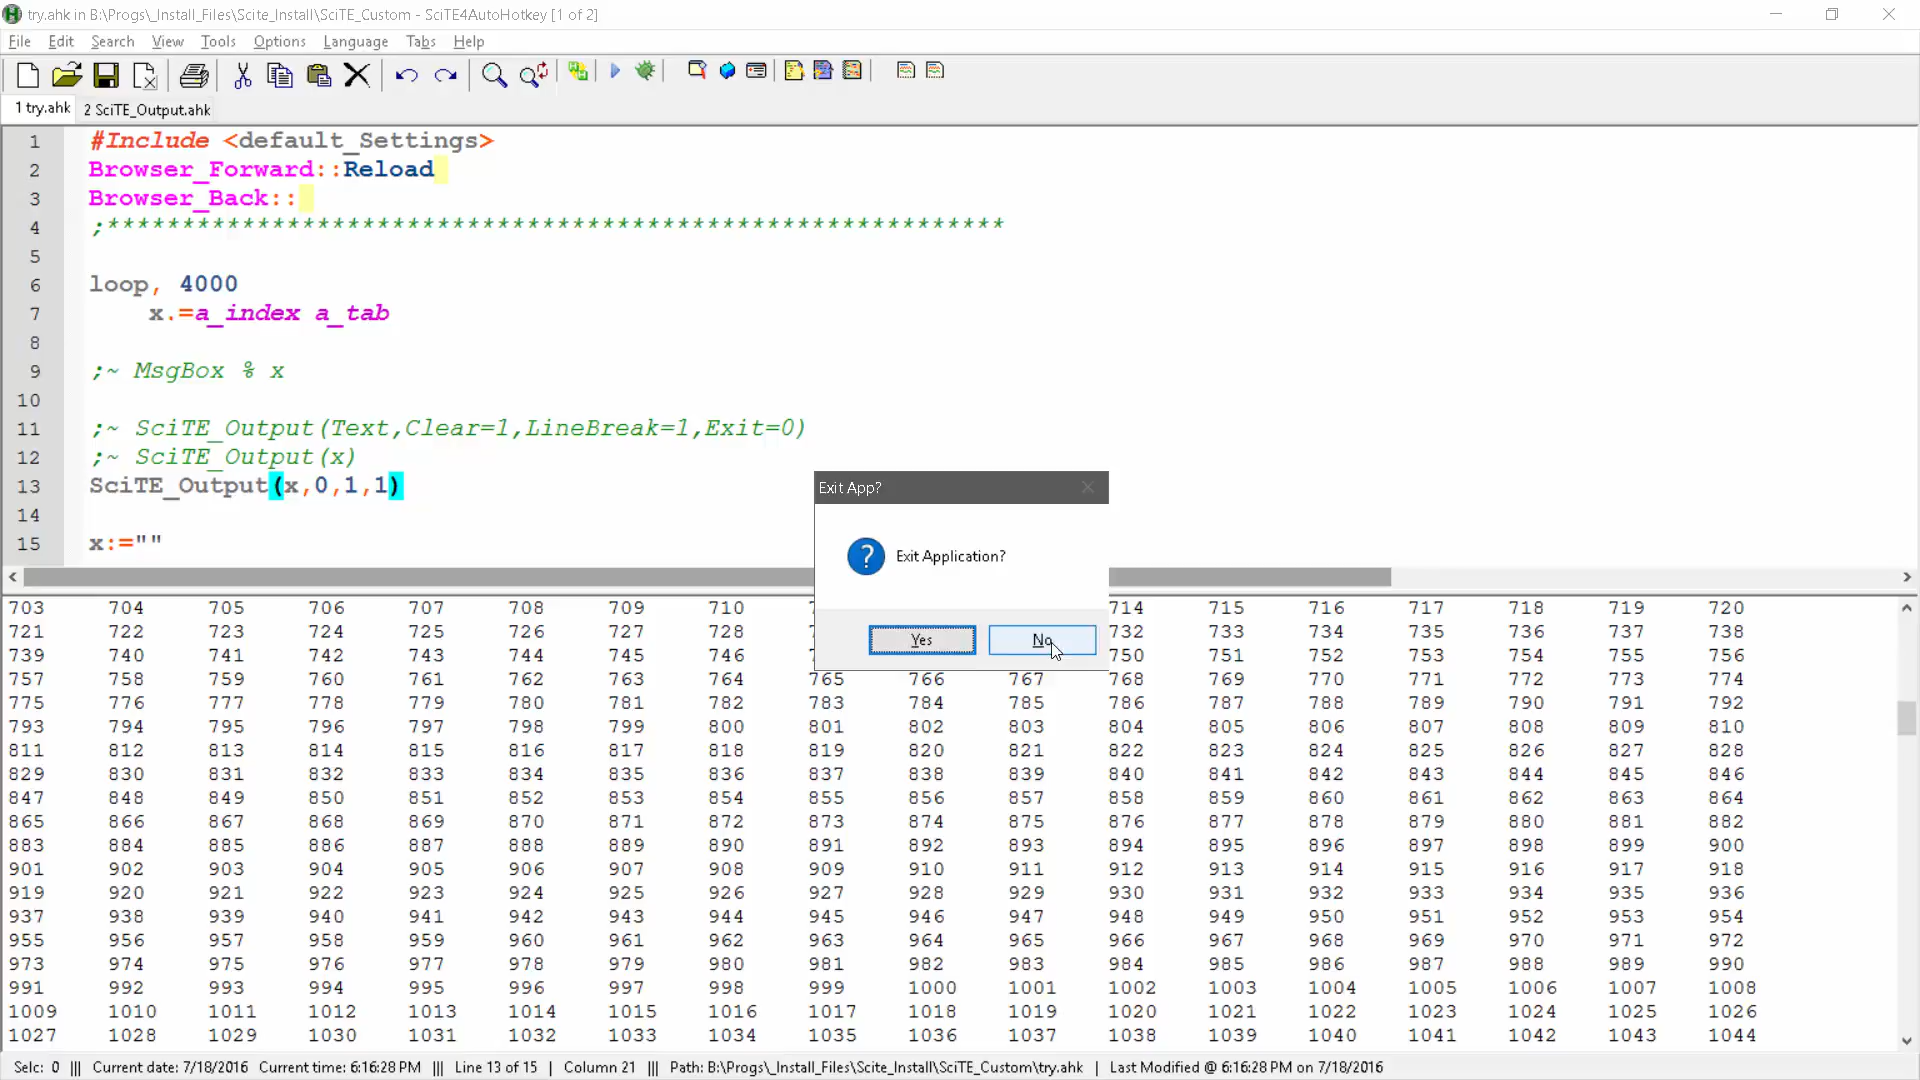 try.ahk in B:\Progs\_Install_Files\Scite_Install\SciTE_Custom - SciTE4AutoHotkey [1 of 2]
File Edit Search View Tools Options Language Tabs Help
1 try.ahk 2 SciTE_Output.ahk
1 #Include <default_Settings>
2 Browser_Forward::Reload
3 Browser_Back::
4 ;************************************************************
5
6 loop, 4000
7 x.=a_index a_tab
8
9 ;~ MsgBox % x
10
11 ;~ SciTE_Output(Text,Clear=1,LineBreak=1,Exit=0)
12 ;~ SciTE_Output(x)
13 SciTE_Output(x,0,1,1)
14
15 x:=""
Exit App?
Exit Application?
Yes No
703 704 705 706 707 708 709 710 714 715 716 717 718 719 720
721 722 723 724 725 726 727 728 732 733 734 735 736 737 738
739 740 741 742 743 744 745 746 750 751 752 753 754 755 756
757 758 759 760 761 762 763 764 765 766 767 768 769 770 771 772 773 774
775 776 777 778 779 780 781 782 783 784 785 786 787 788 789 790 791 792
793 794 795 796 797 798 799 800 801 802 803 804 805 806 807 808 809 810
811 812 813 814 815 816 817 818 819 820 821 822 823 824 825 826 827 828
829 830 831 832 833 834 835 836 837 838 839 840 841 842 843 844 845 846
847 848 849 850 851 852 853 854 855 856 857 858 859 860 861 862 863 864
865 866 867 868 869 870 871 872 873 874 875 876 877 878 879 880 881 882
883 884 885 886 887 888 889 890 891 892 893 894 895 896 897 898 899 900
901 902 903 904 905 906 907 908 909 910 911 912 913 914 915 916 917 918
919 920 921 922 923 924 925 926 927 928 929 930 931 932 933 934 935 936
937 938 939 940 941 942 943 944 945 946 947 948 949 950 951 952 953 954
955 956 957 958 959 960 961 962 963 964 965 966 967 968 969 970 971 972
973 974 975 976 977 978 979 980 981 982 983 984 985 986 987 988 989 990
991 992 993 994 995 996 997 998 999 1000 1001 1002 1003 1004 1005 1006 1007 1008
1009 1010 1011 1012 1013 1014 1015 1016 1017 1018 1019 1020 1021 1022 1023 1024 1025 1026
1027 1028 1029 1030 1031 1032 1033 1034 1035 1036 1037 1038 1039 1040 1041 1042 1043 1044
Selc: 0 ||| Current date: 7/18/2016 Current time: 6:16:28 PM ||| Line 13 of 15 | Column 21 ||| Path: B:\Progs\_Install_Files\Scite_Install\SciTE_Custom\try.ahk | Last Modified @ 6:16:28 PM on 7/18/2016